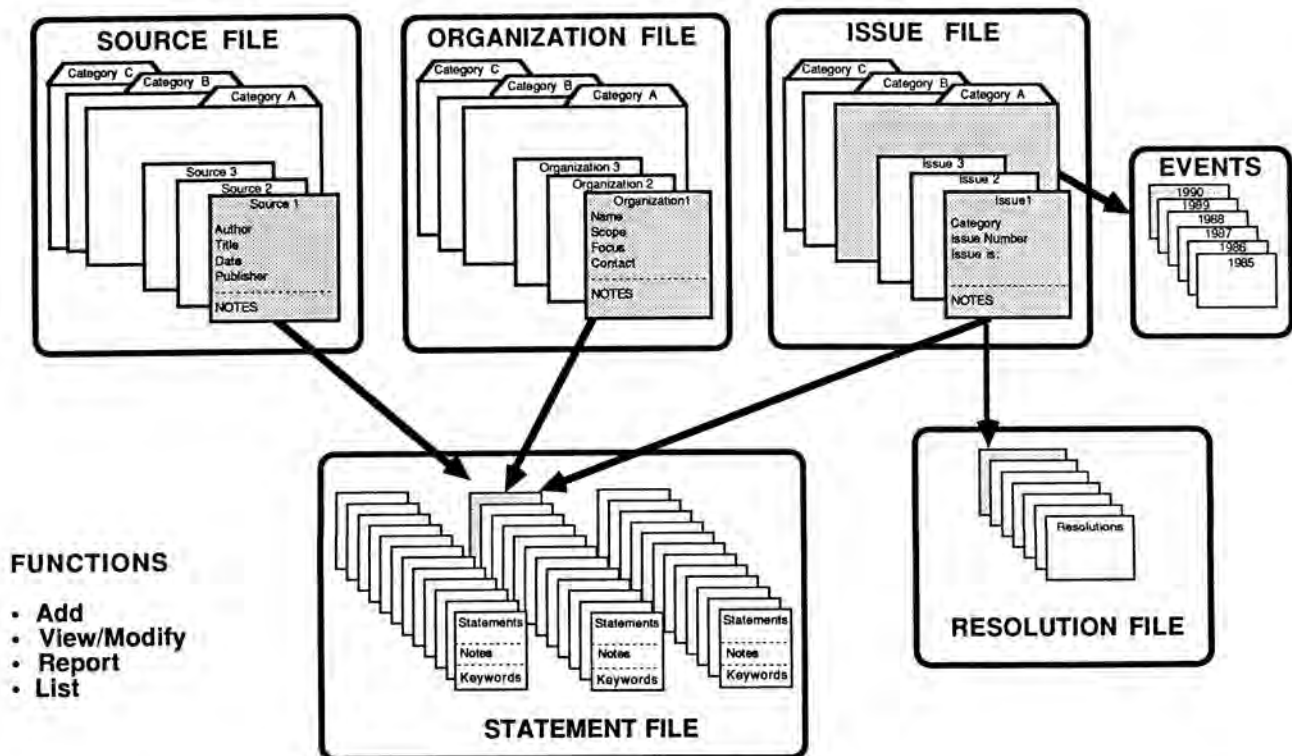 SOURCE FILE
Category C
Category B
Category A
Source 3
Source 2
Source 1
Author
Title
Date
Publisher
NOTES
ORGANIZATION FILE
Category C
Category B
Category A
Organization 3
Organization 2
Organization1
Name
Scope
Focus
Contact
NOTES
ISSUE FILE
Category C
Category B
Category A
Issue 3
Issue 2
Issue1
Category
Issue Number
Issue is:
NOTES
EVENTS
1990
1989
1988
1987
1986
1985
FUNCTIONS
• Add
• View/Modify
• Report
• List
Statements
Notes
Keywords
Statements
Notes
Keywords
Statements
Notes
Keywords
STATEMENT FILE
Resolutions
RESOLUTION FILE